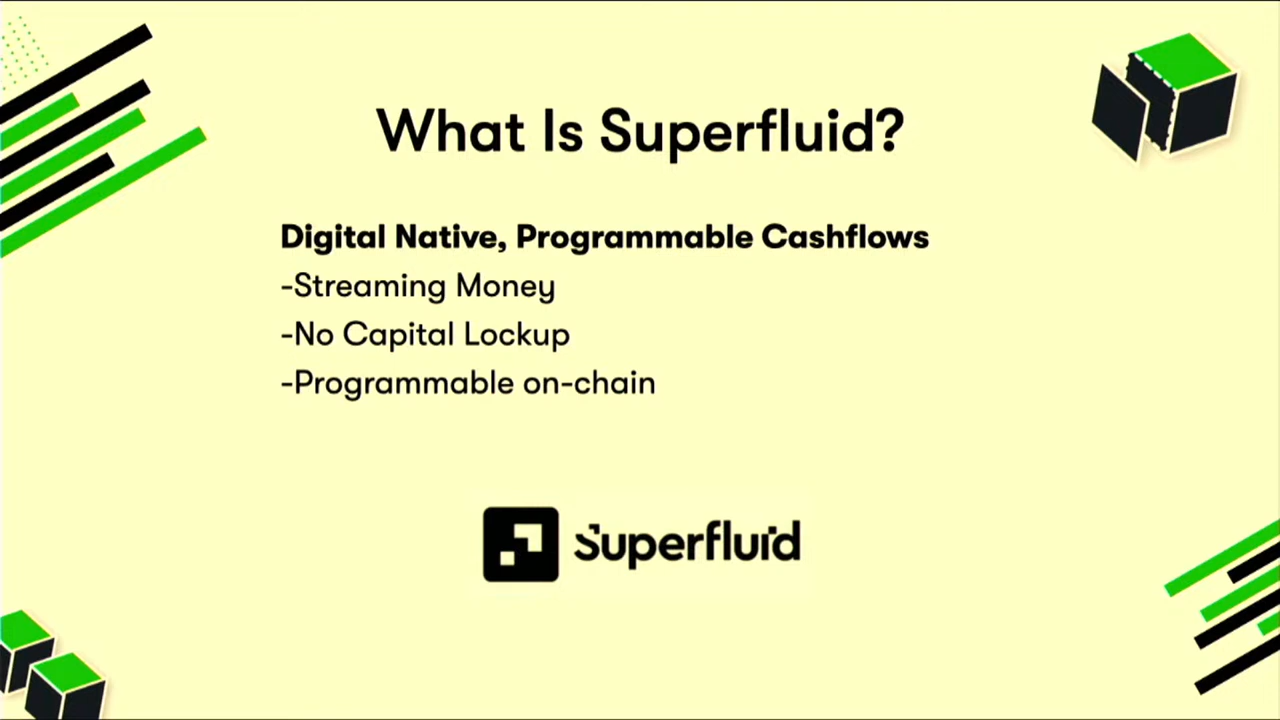 What Is Superfluid?
Digital Native, Programmable Cashflows
-Streaming Money
-No Capital Lockup
-Programmable on-chain
Superfluid